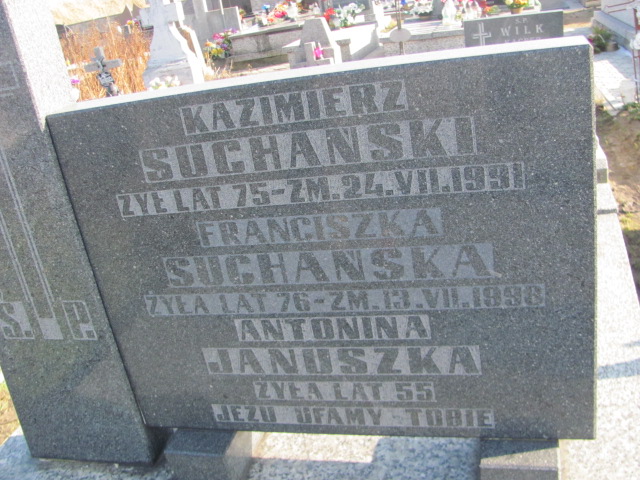 Ś.P.
WILK
Ś. P.
KAZIMIERZ
SUCHAŃSKI
ŻYŁ LAT 75-ZM. 24.VII.1991
FRANCISZKA
SUCHAŃSKA
ŻYŁA LAT 76-ZM. 13.VII.1998
ANTONINA
JANUSZKA
ŻYŁA LAT 55
JEZU UFAMY TOBIE